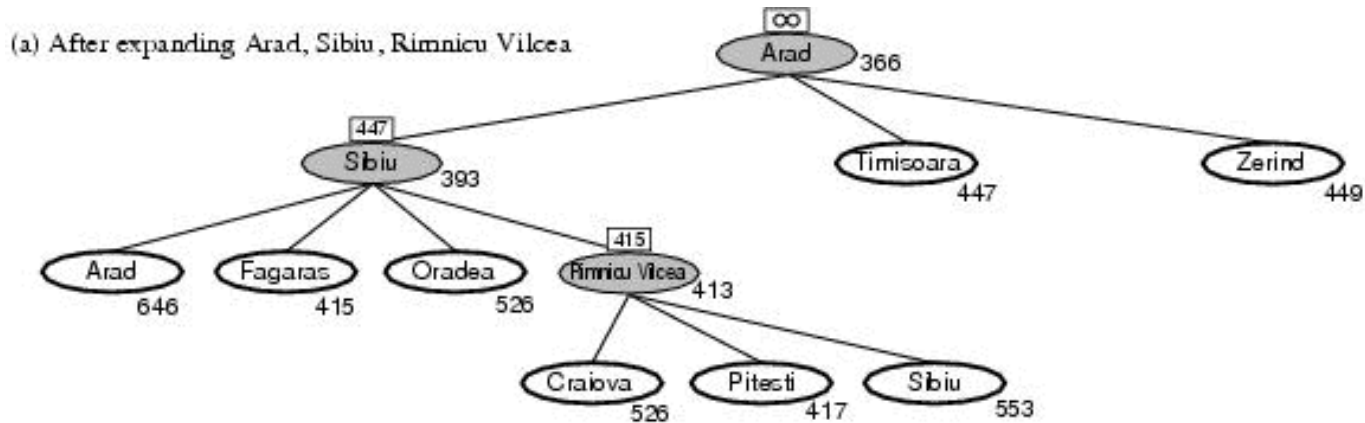 ∞
(a) After expanding Arad, Sibiu, Rimnicu Vilcea
Arad
366
447
Sibiu
393
Timisoara
447
Zerind
449
415
Arad
646
Fagaras
415
Oradea
526
Rimnicu Vilcea
413
Craiova
526
Pitesti
417
Sibiu
553